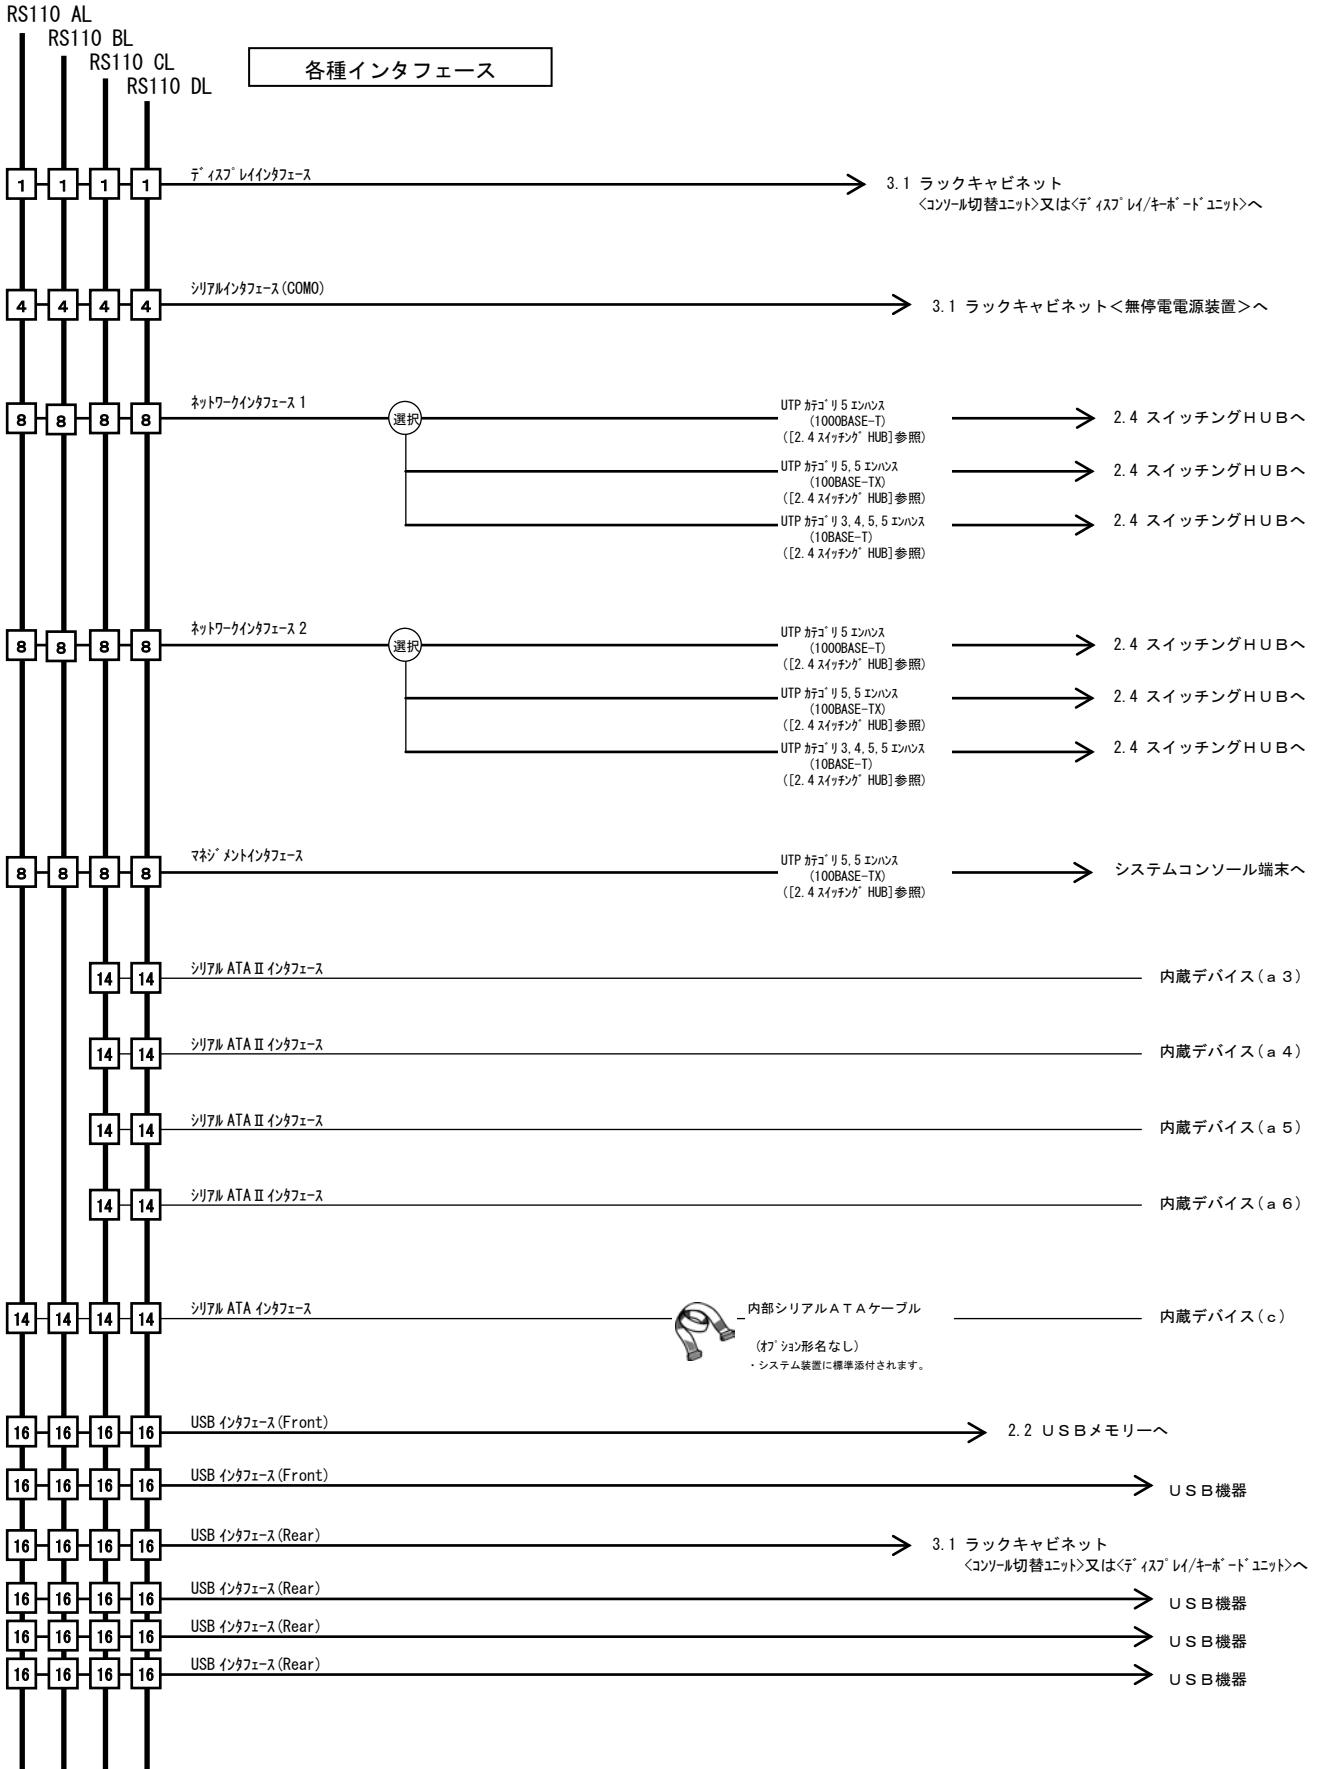 RS110 AL
RS110 BL
RS110 CL
RS110 DL
各種インタフェース
1 1 1 1 ﾃﾞｨｽﾌﾟﾚｲｲﾝﾀﾌｪｰｽ 3.1 ラックキャビネット
<ｺﾝｿｰﾙ切替ﾕﾆｯﾄ>又は<ﾃﾞｨｽﾌﾟﾚｲ/ｷｰﾎﾞｰﾄﾞﾕﾆｯﾄ>へ
4 4 4 4 ｼﾘｱﾙｲﾝﾀﾌｪｰｽ(COM0) 3.1 ラックキャビネット＜無停電電源装置＞へ
8 8 8 8 ﾈｯﾄﾜｰｸｲﾝﾀﾌｪｰｽ 1 選択 UTP ｶﾃｺﾞﾘ 5 ｴﾝﾊﾝｽ
(1000BASE-T)
([2.4 ｽｲｯﾁﾝｸﾞ HUB]参照)
2.4 スイッチングＨＵＢへ
UTP ｶﾃｺﾞﾘ 5,5 ｴﾝﾊﾝｽ
(100BASE-TX)
([2.4 ｽｲｯﾁﾝｸﾞ HUB]参照)
2.4 スイッチングＨＵＢへ
UTP ｶﾃｺﾞﾘ 3,4,5,5 ｴﾝﾊﾝｽ
(10BASE-T)
([2.4 ｽｲｯﾁﾝｸﾞ HUB]参照)
2.4 スイッチングＨＵＢへ
8 8 8 8 ﾈｯﾄﾜｰｸｲﾝﾀﾌｪｰｽ 2 選択 UTP ｶﾃｺﾞﾘ 5 ｴﾝﾊﾝｽ
(1000BASE-T)
([2.4 ｽｲｯﾁﾝｸﾞ HUB]参照)
2.4 スイッチングＨＵＢへ
UTP ｶﾃｺﾞﾘ 5,5 ｴﾝﾊﾝｽ
(100BASE-TX)
([2.4 ｽｲｯﾁﾝｸﾞ HUB]参照)
2.4 スイッチングＨＵＢへ
UTP ｶﾃｺﾞﾘ 3,4,5,5 ｴﾝﾊﾝｽ
(10BASE-T)
([2.4 ｽｲｯﾁﾝｸﾞ HUB]参照)
2.4 スイッチングＨＵＢへ
8 8 8 8 ﾏﾈｼﾞﾒﾝﾄｲﾝﾀﾌｪｰｽ UTP ｶﾃｺﾞﾘ 5,5 ｴﾝﾊﾝｽ
(100BASE-TX)
([2.4 ｽｲｯﾁﾝｸﾞ HUB]参照)
システムコンソール端末へ
14 14 ｼﾘｱﾙ ATAⅡ ｲﾝﾀﾌｪｰｽ 内蔵デバイス(ａ３)
14 14 ｼﾘｱﾙ ATAⅡ ｲﾝﾀﾌｪｰｽ 内蔵デバイス(ａ４)
14 14 ｼﾘｱﾙ ATAⅡ ｲﾝﾀﾌｪｰｽ 内蔵デバイス(ａ５)
14 14 ｼﾘｱﾙ ATAⅡ ｲﾝﾀﾌｪｰｽ 内蔵デバイス(ａ６)
14 14 14 14 ｼﾘｱﾙ ATA ｲﾝﾀﾌｪｰｽ 内部シリアルＡＴＡケーブル 内蔵デバイス(ｃ)
(ｵﾌﾟｼｮﾝ形名なし)
・システム装置に標準添付されます。
16 16 16 16 USB ｲﾝﾀﾌｪｰｽ(Front) 2.2 ＵＳＢメモリーへ
16 16 16 16 USB ｲﾝﾀﾌｪｰｽ(Front) ＵＳＢ機器
16 16 16 16 USB ｲﾝﾀﾌｪｰｽ(Rear) 3.1 ラックキャビネット
<ｺﾝｿｰﾙ切替ﾕﾆｯﾄ>又は<ﾃﾞｨｽﾌﾟﾚｲ/ｷｰﾎﾞｰﾄﾞﾕﾆｯﾄ>へ
16 16 16 16 USB ｲﾝﾀﾌｪｰｽ(Rear) ＵＳＢ機器
16 16 16 16 USB ｲﾝﾀﾌｪｰｽ(Rear) ＵＳＢ機器
16 16 16 16 USB ｲﾝﾀﾌｪｰｽ(Rear) ＵＳＢ機器